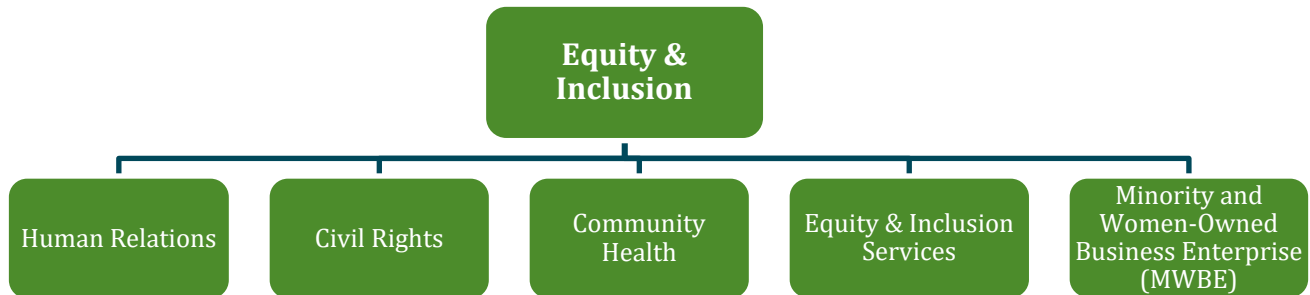 Equity &
Inclusion
Human Relations
Civil Rights
Community
Health
Equity & Inclusion
Services
Minority and
Women-Owned
Business Enterprise
(MWBE)